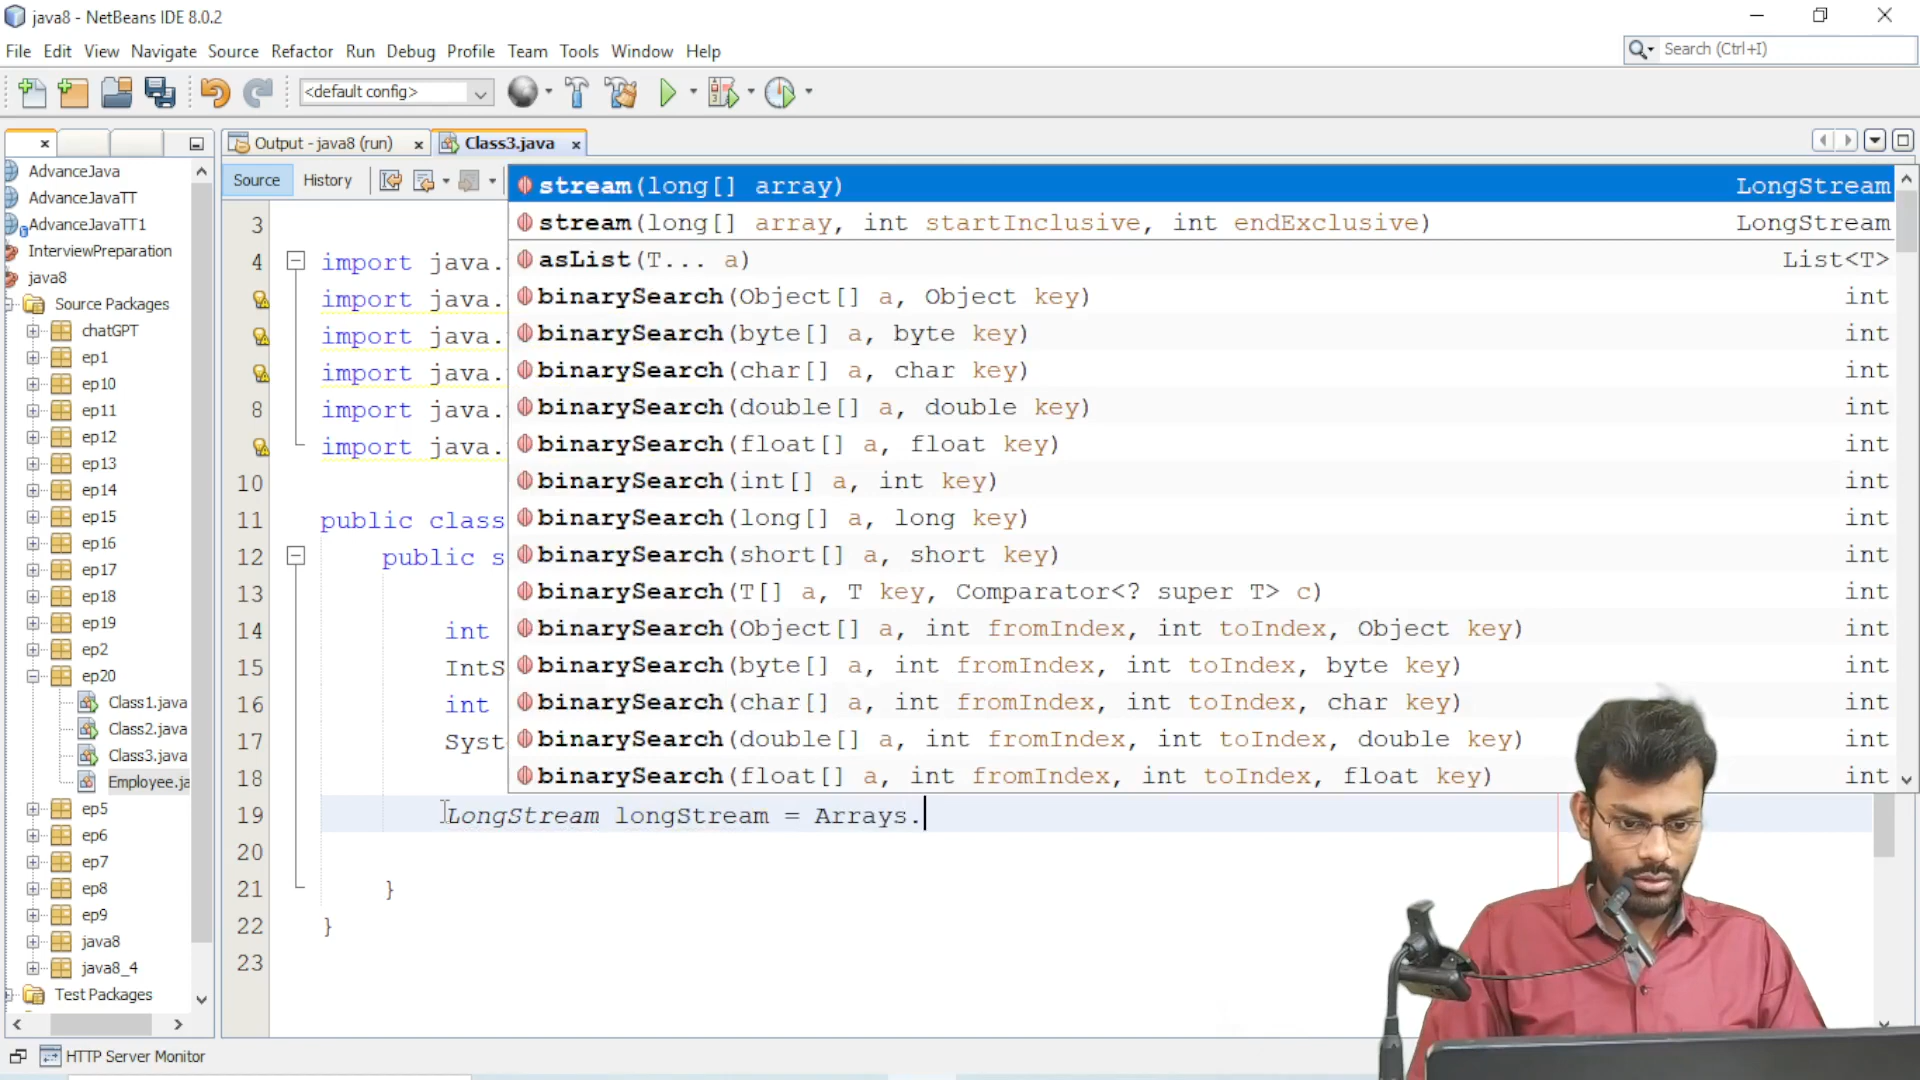 java8 - NetBeans IDE 8.0.2
File Edit View Navigate Source Refactor Run Debug Profile Team Tools Window Help
Search (Ctrl+I)
<default config>
AdvanceJava
AdvanceJavaTT
AdvanceJavaTT1
InterviewPreparation
java8
Source Packages
chatGPT
ep1
ep10
ep11
ep12
ep13
ep14
ep15
ep16
ep17
ep18
ep19
ep2
ep20
Class1.java
Class2.java
Class3.java
Employee.ja
ep5
ep6
ep7
ep8
ep9
java8
java8_4
Test Packages
Output - java8 (run)
Class3.java
Source History
3
4 import java.
import java.
import java.
import java.
8 import java.
import java.
10
11 public class
12 public s
13
14 int
15 IntS
16 int
17 Syst
18
19 LongStream longStream = Arrays.
20
21 }
22 }
23
stream(long[] array) LongStream
stream(long[] array, int startInclusive, int endExclusive) LongStream
asList(T... a) List<T>
binarySearch(Object[] a, Object key) int
binarySearch(byte[] a, byte key) int
binarySearch(char[] a, char key) int
binarySearch(double[] a, double key) int
binarySearch(float[] a, float key) int
binarySearch(int[] a, int key) int
binarySearch(long[] a, long key) int
binarySearch(short[] a, short key) int
binarySearch(T[] a, T key, Comparator<? super T> c) int
binarySearch(Object[] a, int fromIndex, int toIndex, Object key) int
binarySearch(byte[] a, int fromIndex, int toIndex, byte key) int
binarySearch(char[] a, int fromIndex, int toIndex, char key) int
binarySearch(double[] a, int fromIndex, int toIndex, double key) int
binarySearch(float[] a, int fromIndex, int toIndex, float key) int
HTTP Server Monitor